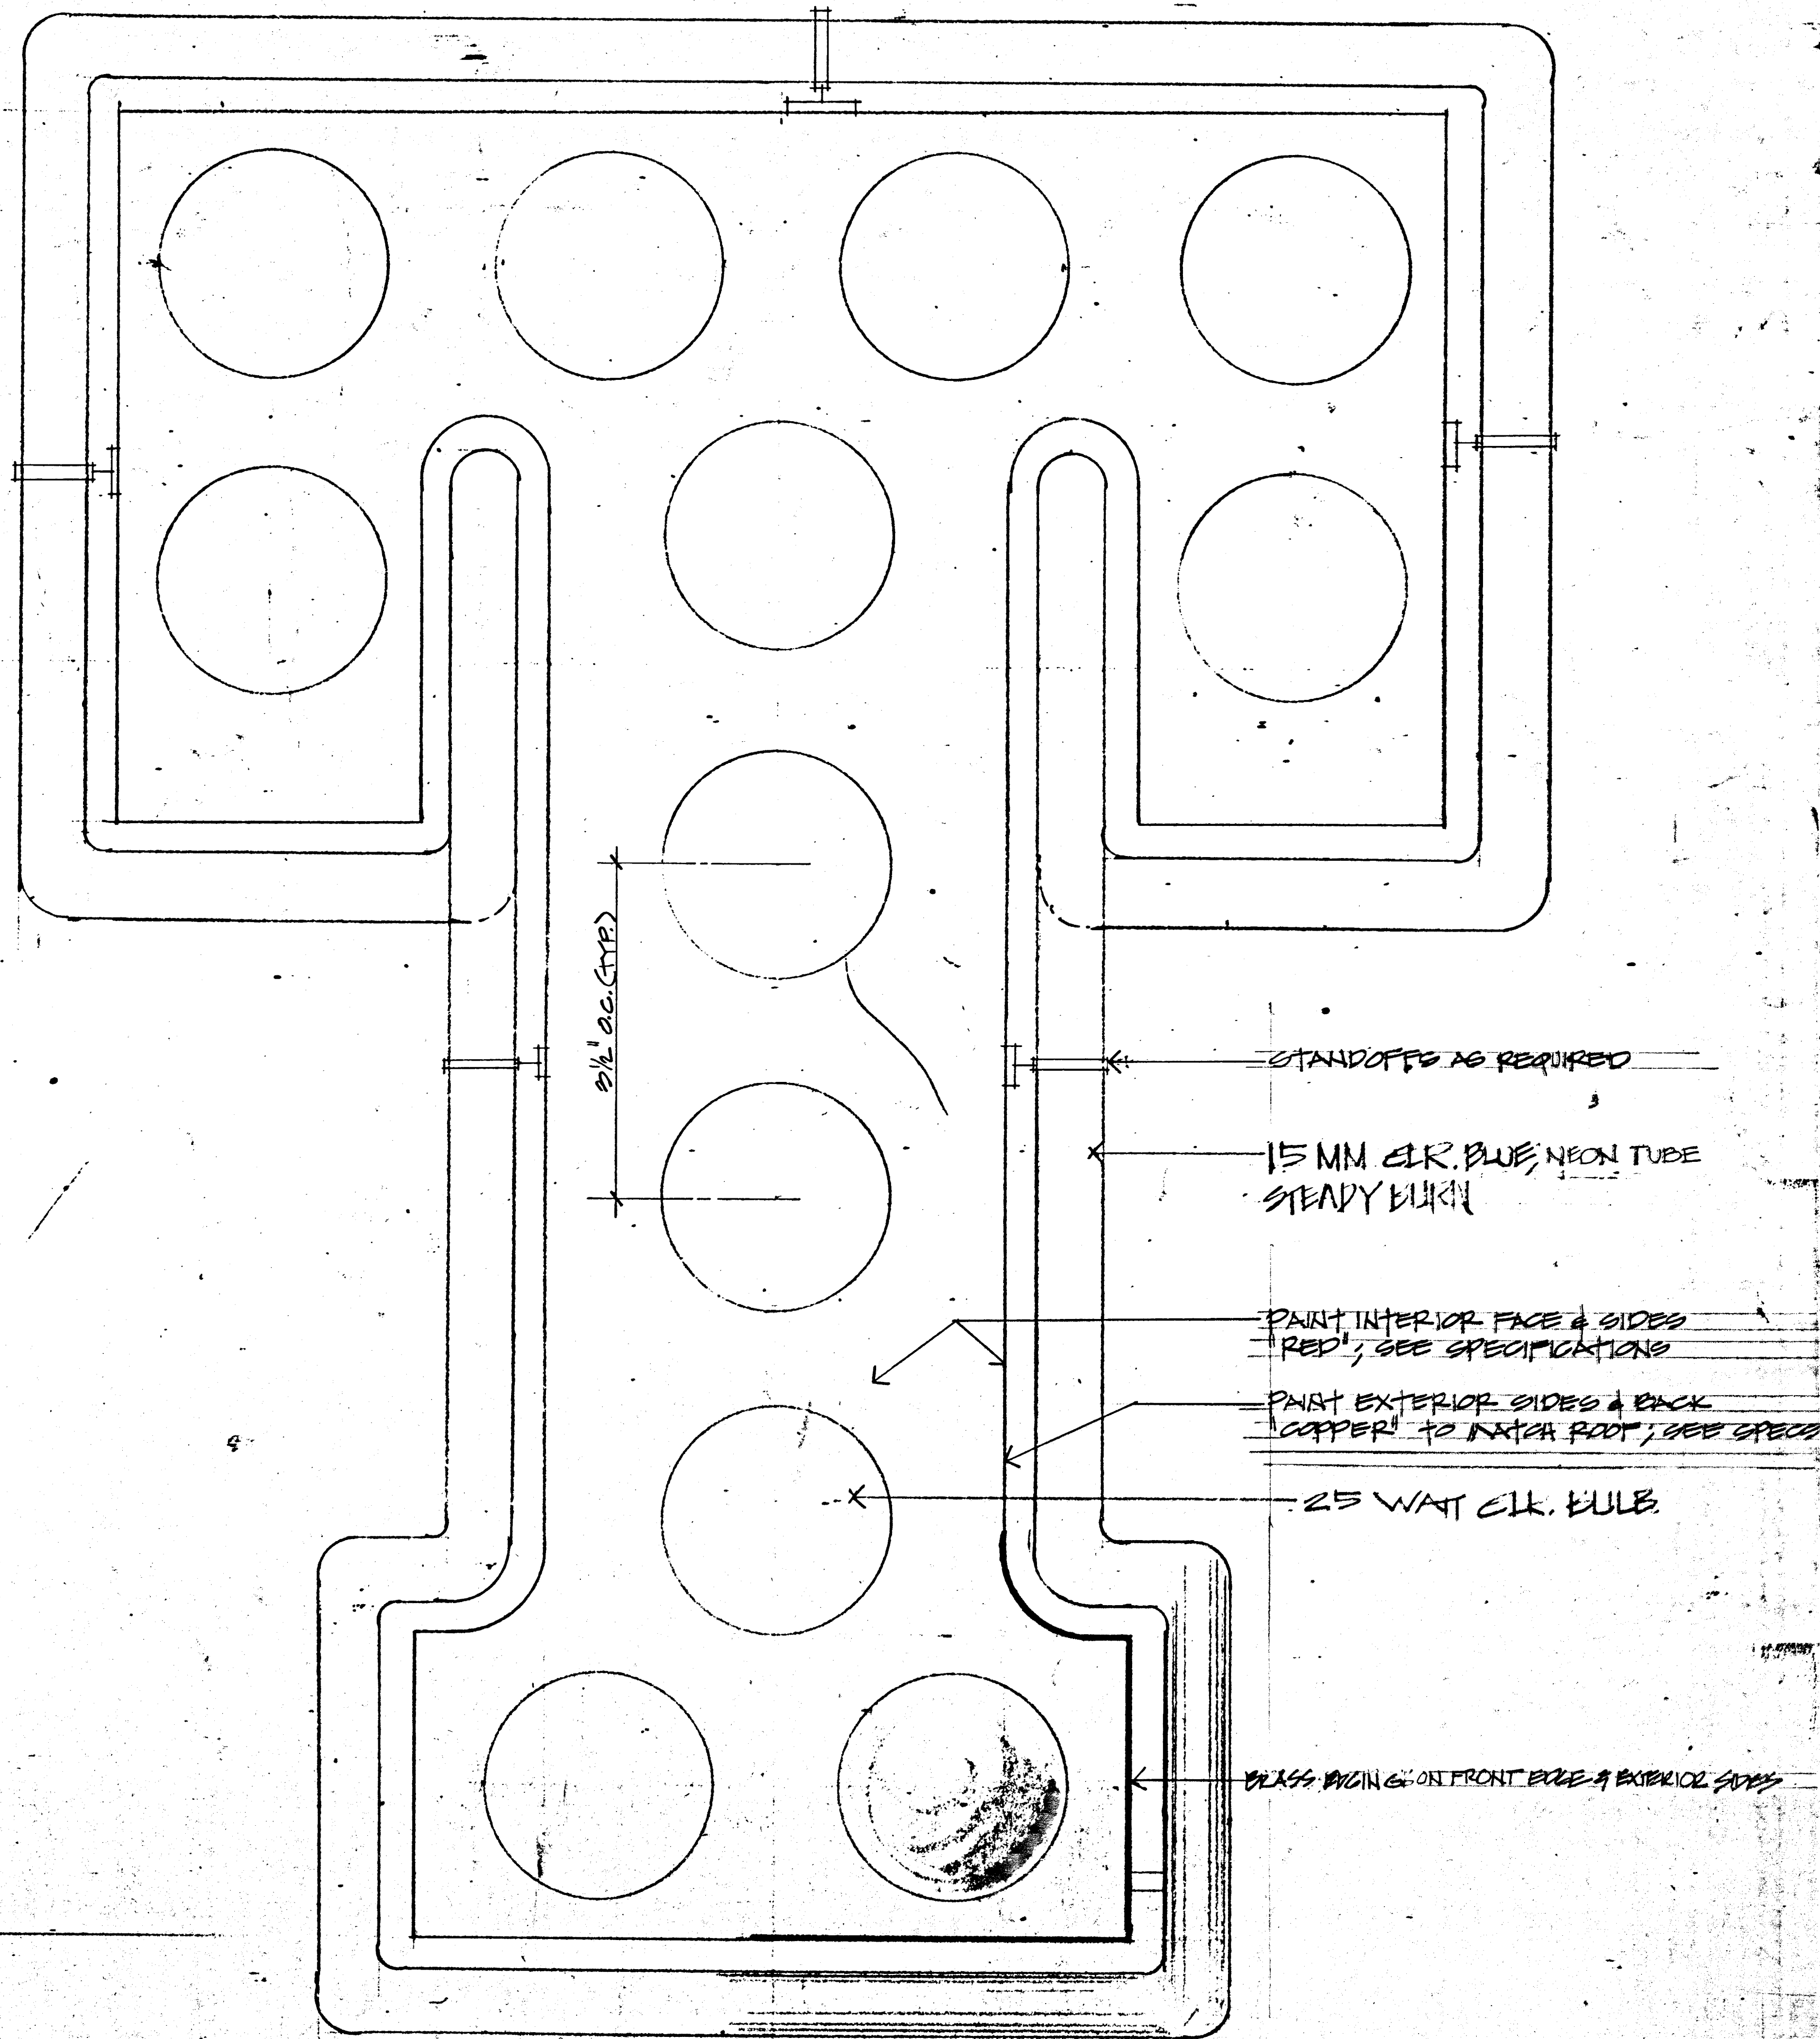 3½" O.C. (TYP.)
STANDOFFS AS REQUIRED
15 MM CLR. BLUE, NEON TUBE
STEADY BURN
PAINT INTERIOR FACE & SIDES
"RED"; SEE SPECIFICATIONS
PAINT EXTERIOR SIDES & BACK
"COPPER" TO MATCH ROOF; SEE SPECS
25 WATT CLR. BULB.
BRASS EDGING ON FRONT EDGE & EXTERIOR SIDES